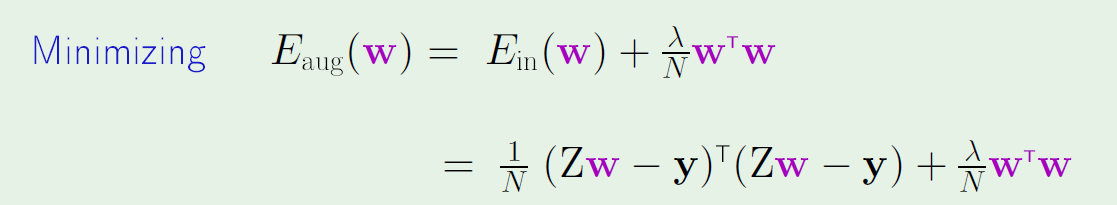 Minimizing E_aug(w) = E_in(w) + λ/N wᵀw
= 1/N (Zw − y)ᵀ(Zw − y) + λ/N wᵀw